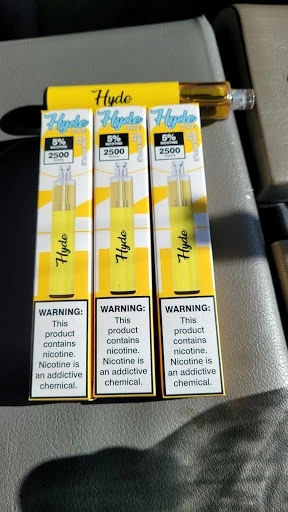 Hyde
Hyde
5%
NICOTINE
2500
PUFFS
Hyde
WARNING:
This
product
contains
nicotine.
Nicotine is
an addictive
chemical.
Hyde
5%
NICOTINE
2500
PUFFS
Hyde
WARNING:
This
product
contains
nicotine.
Nicotine is
an addictive
chemical.
Hyde
5%
NICOTINE
2500
PUFFS
Hyde
WARNING:
This
product
contains
nicotine.
Nicotine is
an addictive
chemical.